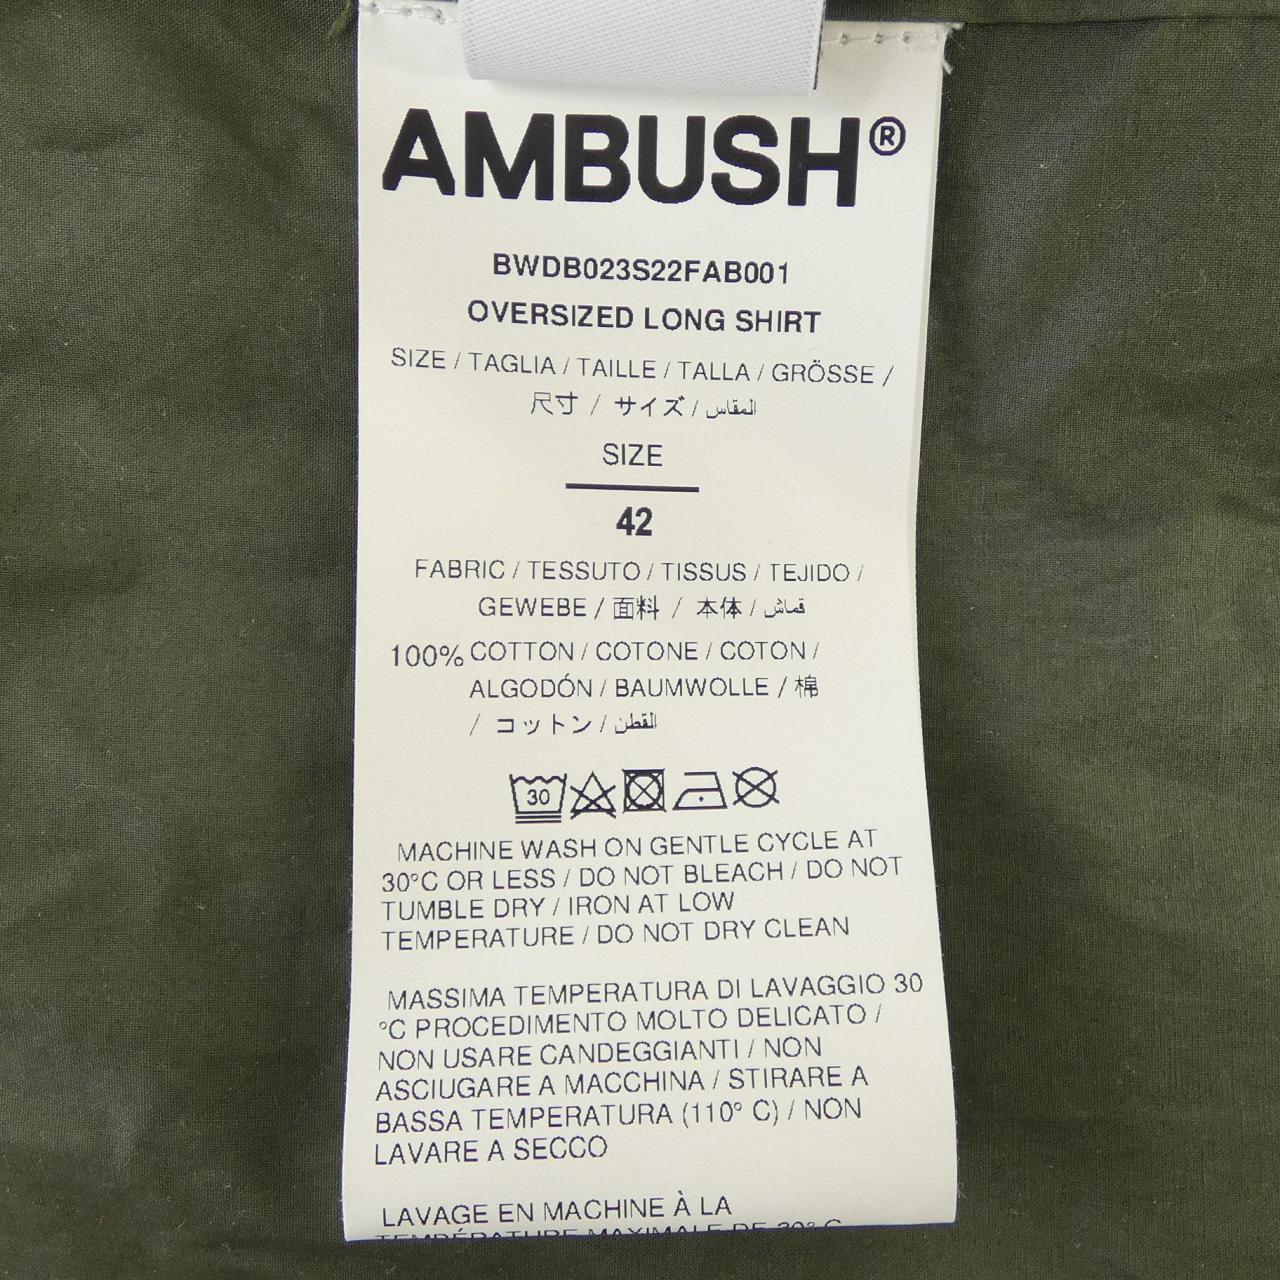 AMBUSH®
BWDB023S22FAB001
OVERSIZED LONG SHIRT
SIZE / TAGLIA / TAILLE / TALLA / GRÖSSE /
尺寸 / サイズ / المقاس
SIZE
42
FABRIC / TESSUTO / TISSUS / TEJIDO /
GEWEBE / 面料 / 本体 / قماش
100% COTTON / COTONE / COTON /
ALGODÓN / BAUMWOLLE / 棉
/ コットン / القطن
30
MACHINE WASH ON GENTLE CYCLE AT
30°C OR LESS / DO NOT BLEACH / DO NOT
TUMBLE DRY / IRON AT LOW
TEMPERATURE / DO NOT DRY CLEAN
MASSIMA TEMPERATURA DI LAVAGGIO 30
°C PROCEDIMENTO MOLTO DELICATO /
NON USARE CANDEGGIANTI / NON
ASCIUGARE A MACCHINA / STIRARE A
BASSA TEMPERATURA (110° C) / NON
LAVARE A SECCO
LAVAGE EN MACHINE À LA
TEMPÉRATURE MAXIMALE DE 30° C